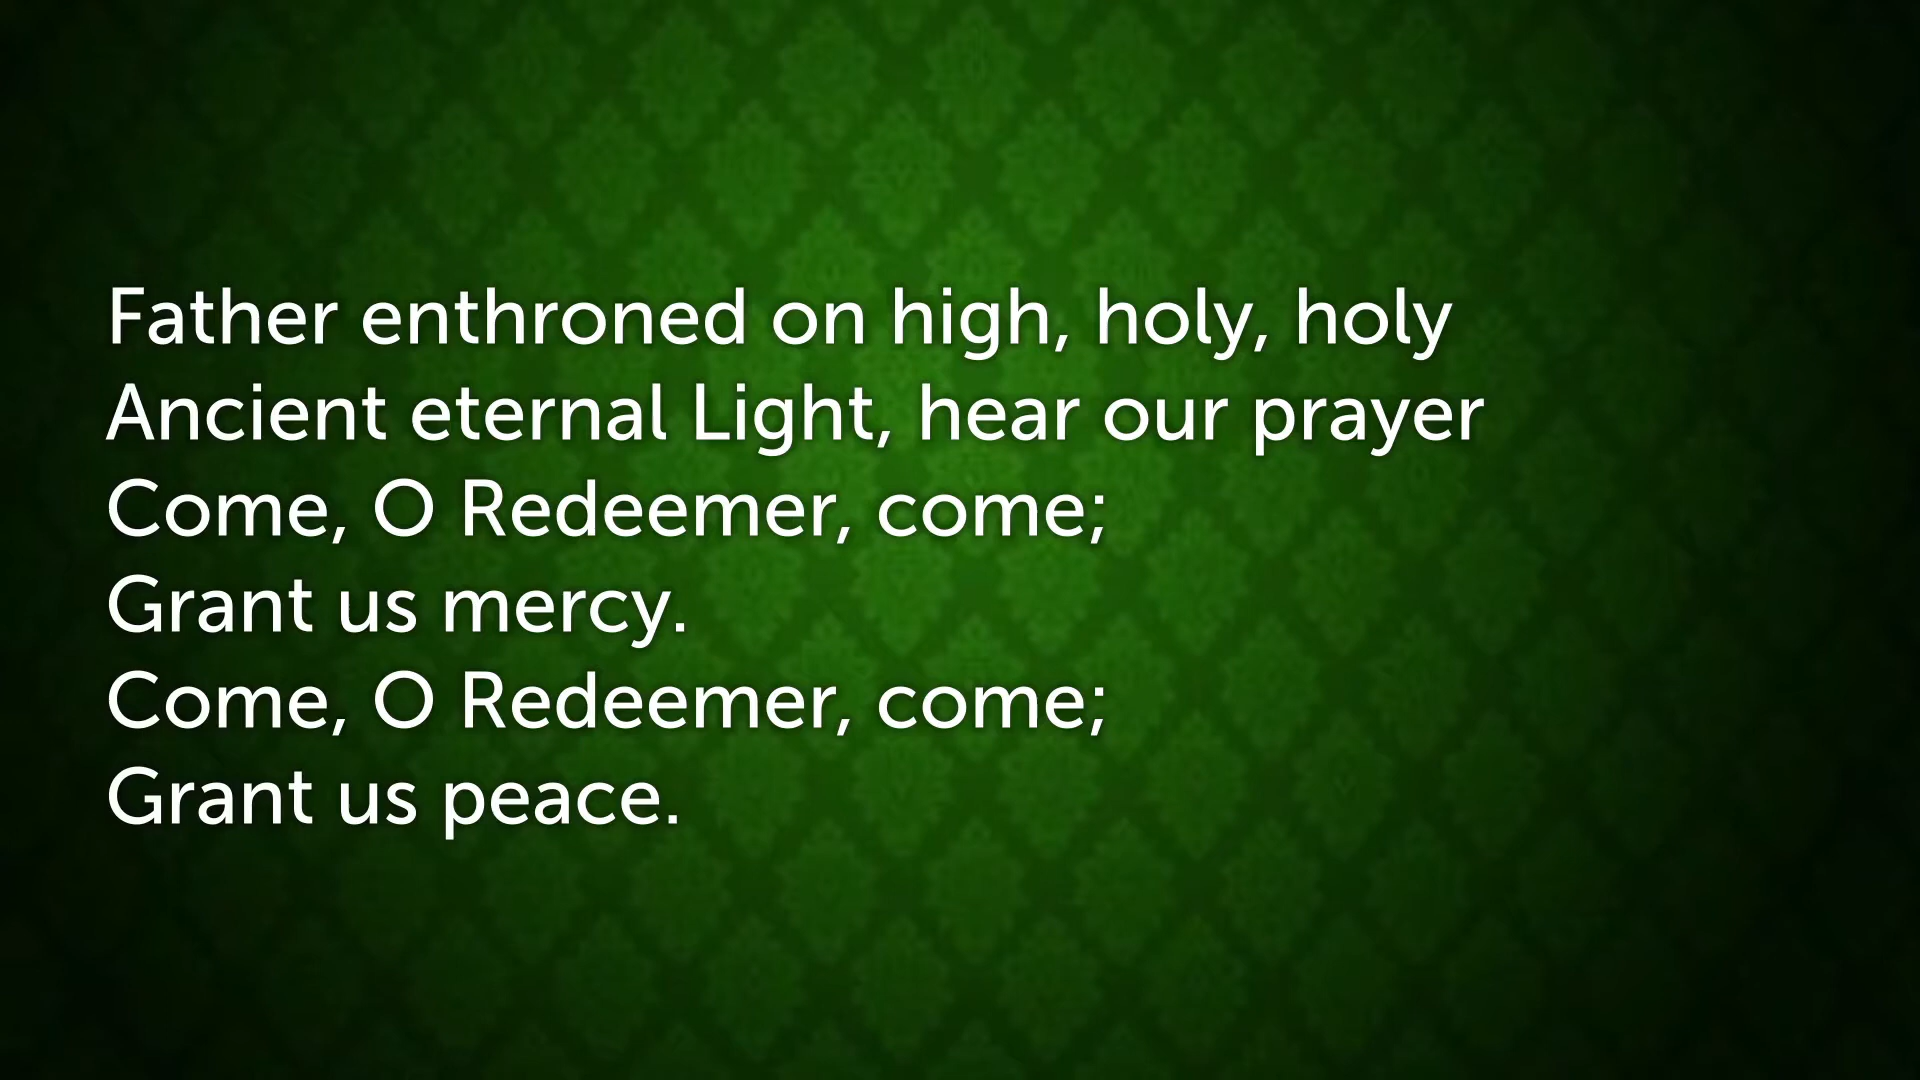 Father enthroned on high, holy, holy
Ancient eternal Light, hear our prayer
Come, O Redeemer, come;
Grant us mercy.
Come, O Redeemer, come;
Grant us peace.